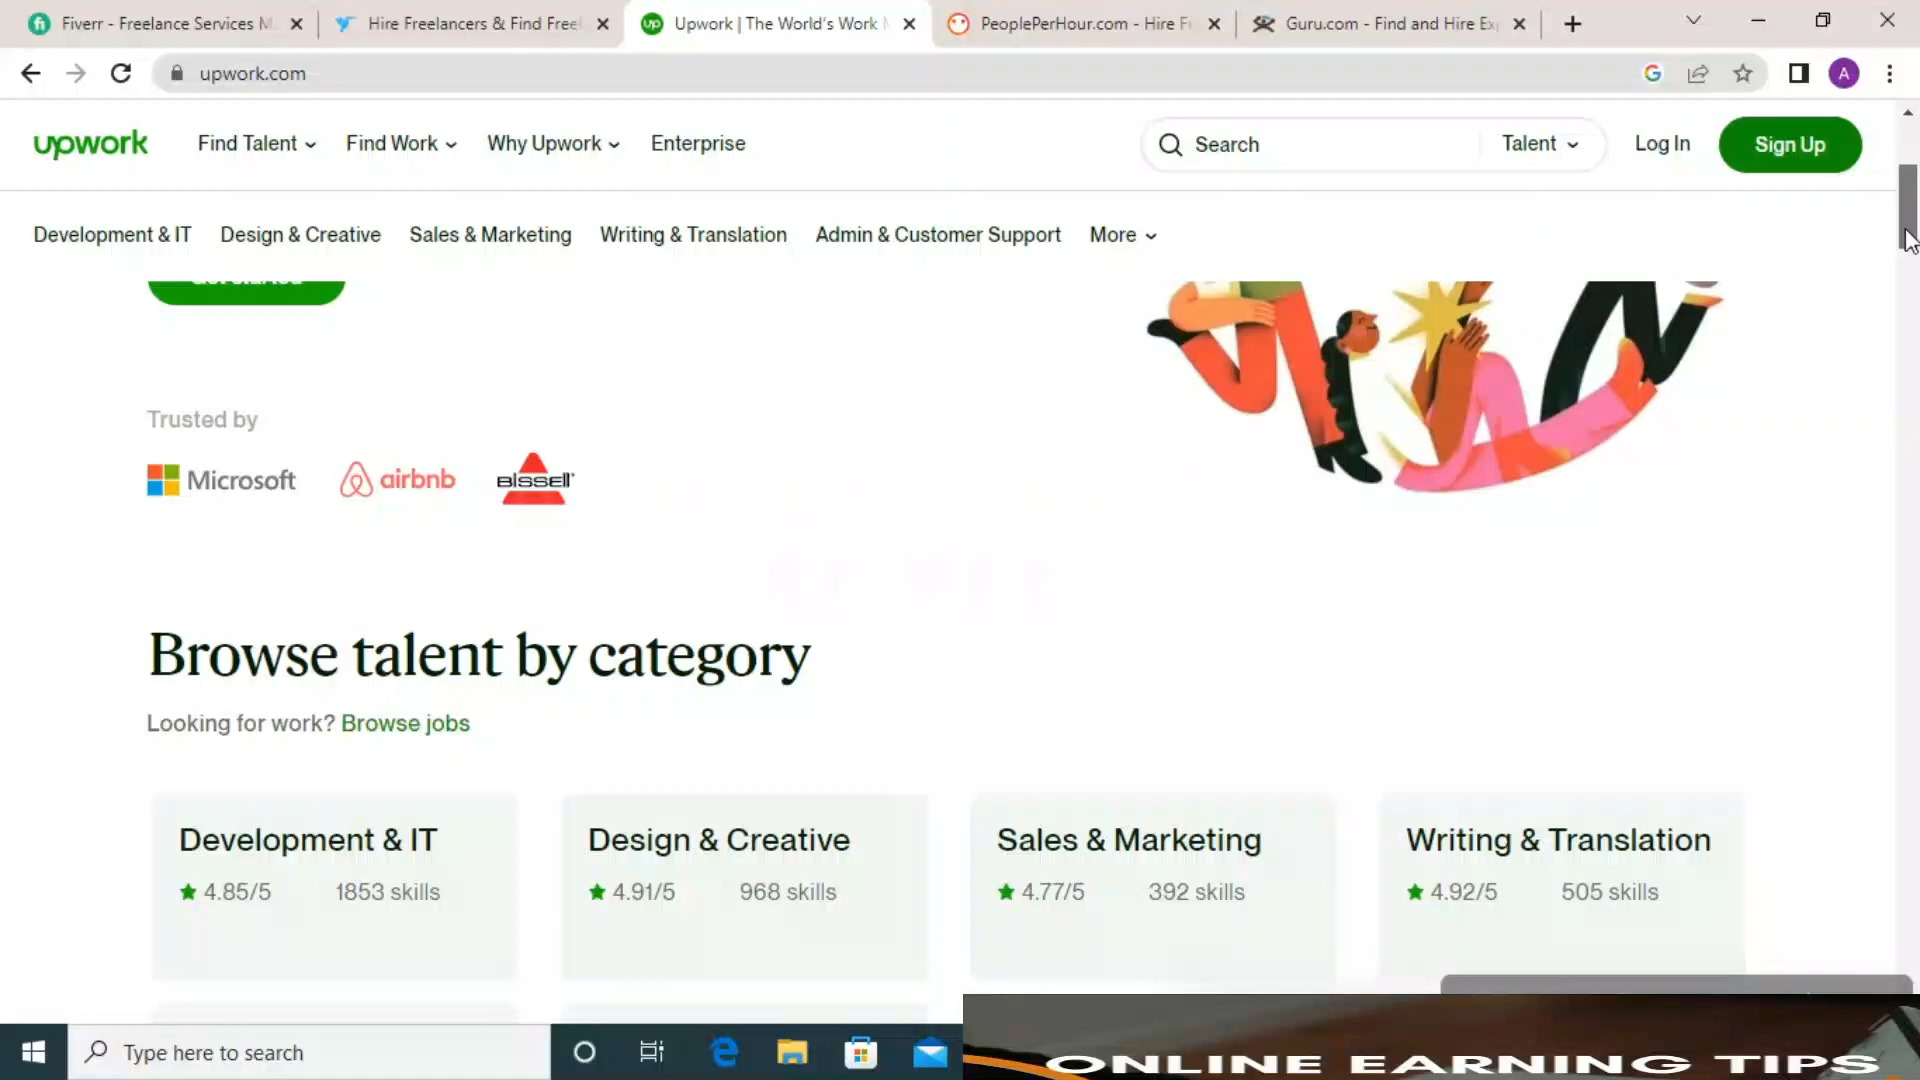 Fiverr - Freelance Services M
Hire Freelancers & Find Free
Upwork | The World's Work
PeoplePerHour.com - Hire F
Guru.com - Find and Hire Ex
upwork.com
A
upwork
Find Talent
Find Work
Why Upwork
Enterprise
Search
Talent
Log In
Sign Up
Development & IT
Design & Creative
Sales & Marketing
Writing & Translation
Admin & Customer Support
More
Get started
Trusted by
Microsoft
airbnb
BISSELL
Browse talent by category
Looking for work? Browse jobs
Development & IT
4.85/5 1853 skills
Design & Creative
4.91/5 968 skills
Sales & Marketing
4.77/5 392 skills
Writing & Translation
4.92/5 505 skills
Type here to search
ONLINE EARNING TIPS